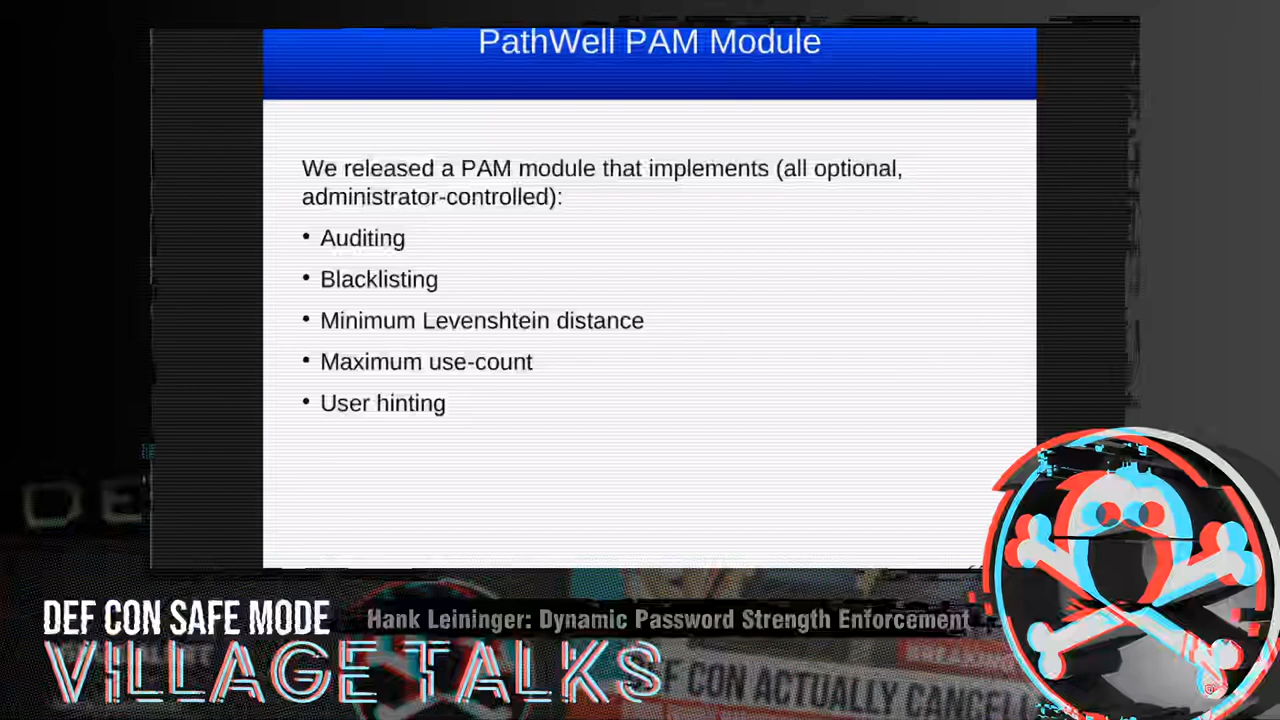 PathWell PAM Module
We released a PAM module that implements (all optional,
administrator-controlled):
• Auditing
• Blacklisting
• Minimum Levenshtein distance
• Maximum use-count
• User hinting
DE
DEF CON SAFE MODE
Hank Leininger: Dynamic Password Strength Enforcement
VILLAGE TALKS
DEF CON ACTUALLY CANCELL